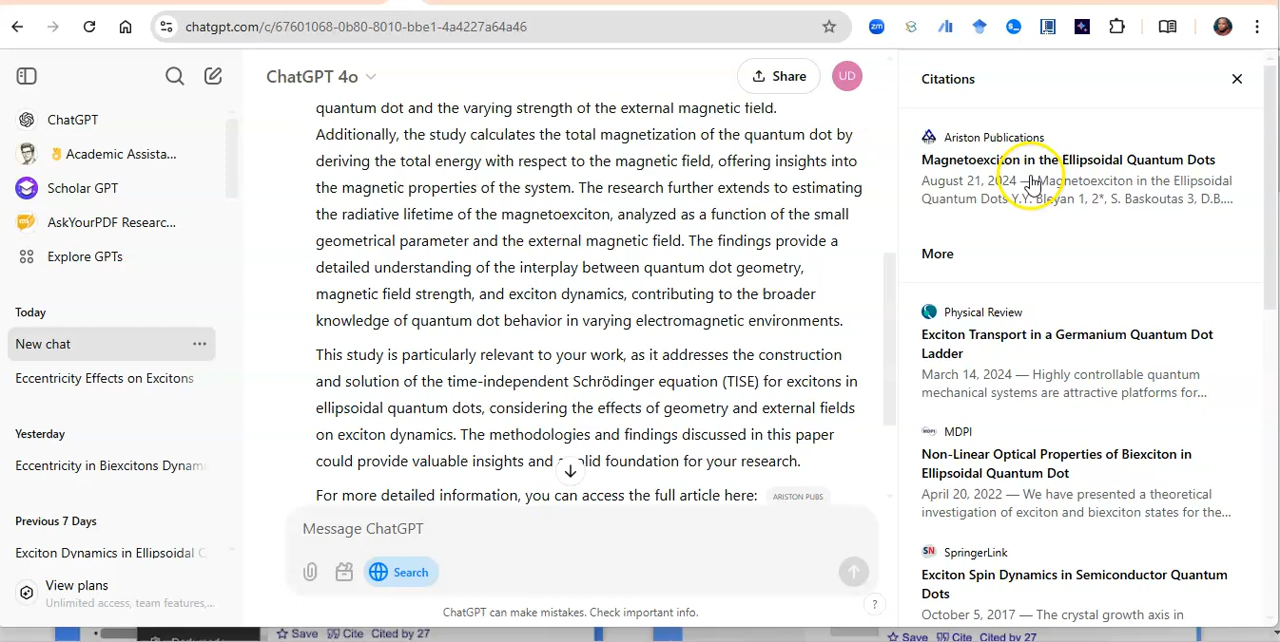 chatgpt.com/c/67601068-0b80-8010-bbe1-4a4227a64a46
zm
ChatGPT
Academic Assista...
Scholar GPT
AskYourPDF Researc...
Explore GPTs
Today
New chat
Eccentricity Effects on Excitons
Yesterday
Eccentricity in Biexcitons Dynam
Previous 7 Days
Exciton Dynamics in Ellipsoidal
View plans
Unlimited access, team features,...
ChatGPT 4o
Share
UD
quantum dot and the varying strength of the external magnetic field.
Additionally, the study calculates the total magnetization of the quantum dot by
deriving the total energy with respect to the magnetic field, offering insights into
the magnetic properties of the system. The research further extends to estimating
the radiative lifetime of the magnetoexciton, analyzed as a function of the small
geometrical parameter and the external magnetic field. The findings provide a
detailed understanding of the interplay between quantum dot geometry,
magnetic field strength, and exciton dynamics, contributing to the broader
knowledge of quantum dot behavior in varying electromagnetic environments.
This study is particularly relevant to your work, as it addresses the construction
and solution of the time-independent Schrödinger equation (TISE) for excitons in
ellipsoidal quantum dots, considering the effects of geometry and external fields
on exciton dynamics. The methodologies and findings discussed in this paper
could provide valuable insights and solid foundation for your research.
For more detailed information, you can access the full article here: ARISTON PUBS
Message ChatGPT
Search
ChatGPT can make mistakes. Check important info.
?
Citations
Ariston Publications
Magnetoexciton in the Ellipsoidal Quantum Dots
August 21, 2024 — Magnetoexciton in the Ellipsoidal
Quantum Dots Y.Y. Bleyan 1, 2*, S. Baskoutas 3, D.B....
More
Physical Review
Exciton Transport in a Germanium Quantum Dot
Ladder
March 14, 2024 — Highly controllable quantum
mechanical systems are attractive platforms for...
MDPI
Non-Linear Optical Properties of Biexciton in
Ellipsoidal Quantum Dot
April 20, 2022 — We have presented a theoretical
investigation of exciton and biexciton states for the...
SN SpringerLink
Exciton Spin Dynamics in Semiconductor Quantum
Dots
October 5, 2017 — The crystal growth axis in
Save Cite Cited by 27
Save Cite Cited by 27